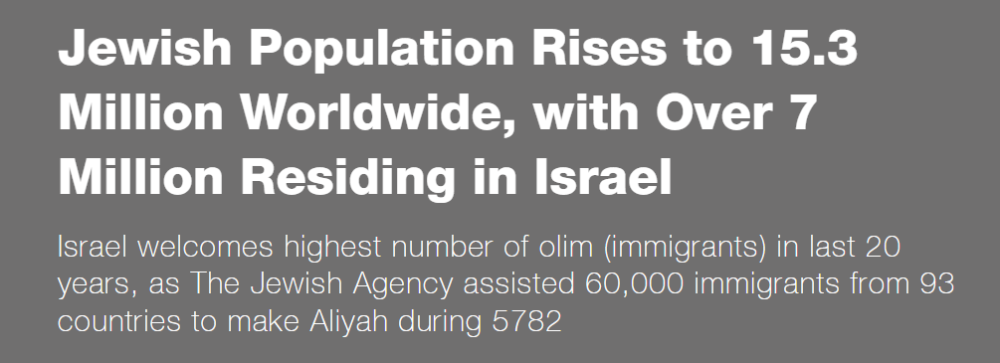 Jewish Population Rises to 15.3
Million Worldwide, with Over 7
Million Residing in Israel
Israel welcomes highest number of olim (immigrants) in last 20
years, as The Jewish Agency assisted 60,000 immigrants from 93
countries to make Aliyah during 5782